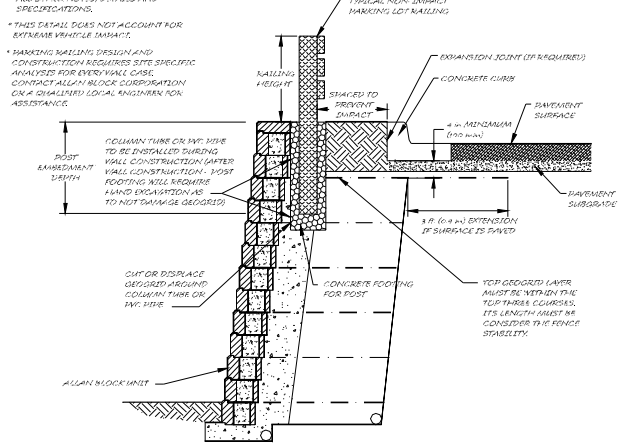 SPECIFICATIONS.
* THIS DETAIL DOES NOT ACCOUNT FOR
EXTREME VEHICLE IMPACT.
* PARKING RAILING DESIGN AND
CONSTRUCTION REQUIRES SITE SPECIFIC
ANALYSIS FOR EVERY WALL CASE.
CONTACT ALLAN BLOCK CORPORATION
OR A QUALIFIED LOCAL ENGINEER FOR
ASSISTANCE.
TYPICAL NON-IMPACT
PARKING LOT RAILING
RAILING
HEIGHT
SPACED TO
PREVENT
IMPACT
EXPANSION JOINT (IF REQUIRED)
CONCRETE CURB
4 in MINIMUM
(100 mm)
PAVEMENT
SURFACE
POST
EMBEDMENT
DEPTH
COLUMN TUBE OR PVC PIPE
TO BE INSTALLED DURING
WALL CONSTRUCTION (AFTER
WALL CONSTRUCTION - POST
FOOTING WILL REQUIRE
HAND EXCAVATION AS
TO NOT DAMAGE GEOGRID)
PAVEMENT
SUBGRADE
3 ft (0.9 m) EXTENSION
IF SURFACE IS PAVED
CUT OR DISPLACE
GEOGRID AROUND
COLUMN TUBE OR
PVC PIPE
CONCRETE FOOTING
FOR POST
TOP GEOGRID LAYER
MUST BE WITHIN THE
TOP THREE COURSES.
ITS LENGTH MUST BE
CONSIDER THE FENCE
STABILITY.
ALLAN BLOCK UNIT